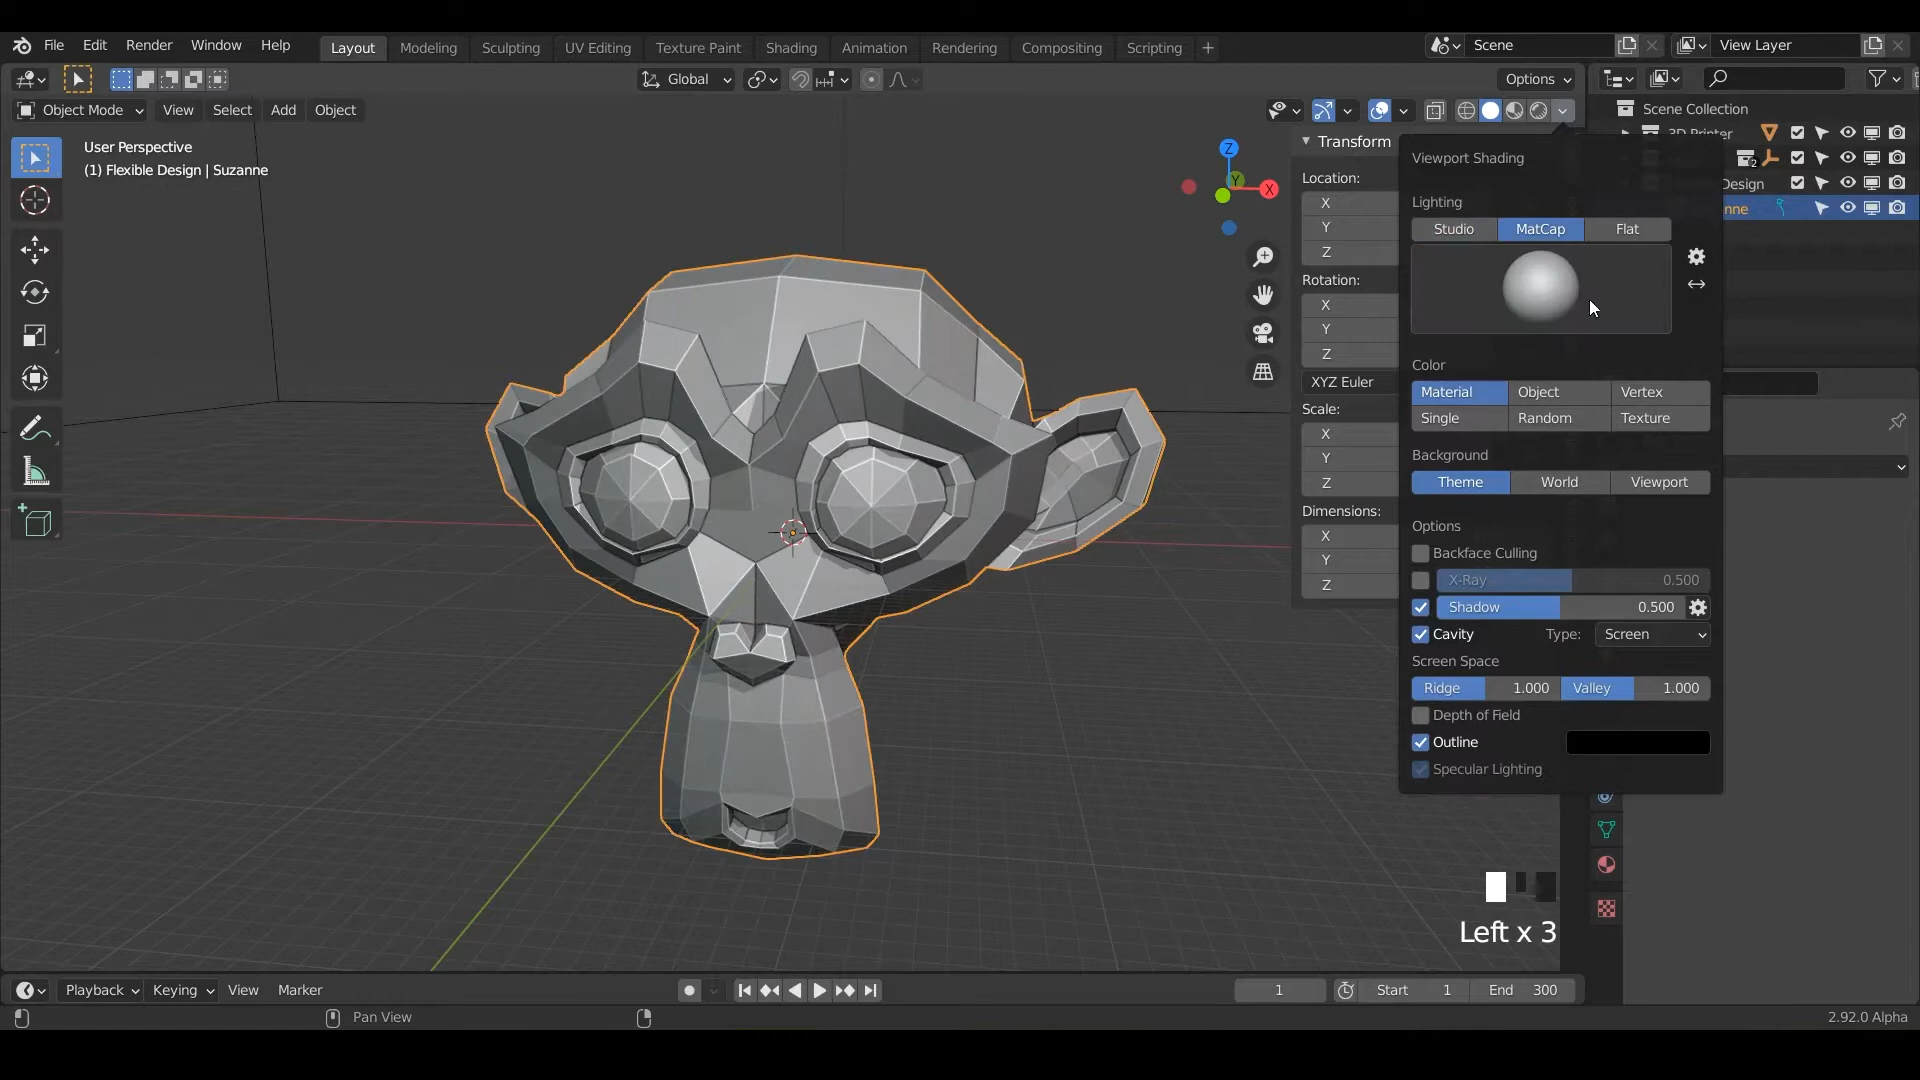 File Edit Render Window Help Layout Modeling Sculpting UV Editing Texture Paint Shading Animation Rendering Compositing Scripting + Scene View Layer
Global Options
Object Mode View Select Add Object
User Perspective
(1) Flexible Design | Suzanne
Z
Y
X
Transform
Location:
X
Y
Z
Rotation:
X
Y
Z
XYZ Euler
Scale:
X
Y
Z
Dimensions:
X
Y
Z
Viewport Shading
Lighting
Studio MatCap Flat
Color
Material Object Vertex
Single Random Texture
Background
Theme World Viewport
Options
Backface Culling
X-Ray 0.500
Shadow 0.500
Cavity Type: Screen
Screen Space
Ridge 1.000 Valley 1.000
Depth of Field
Outline
Specular Lighting
Scene Collection
3D Printer
2
Design
nne
Left x 3
Playback Keying View Marker 1 Start 1 End 300
Pan View 2.92.0 Alpha